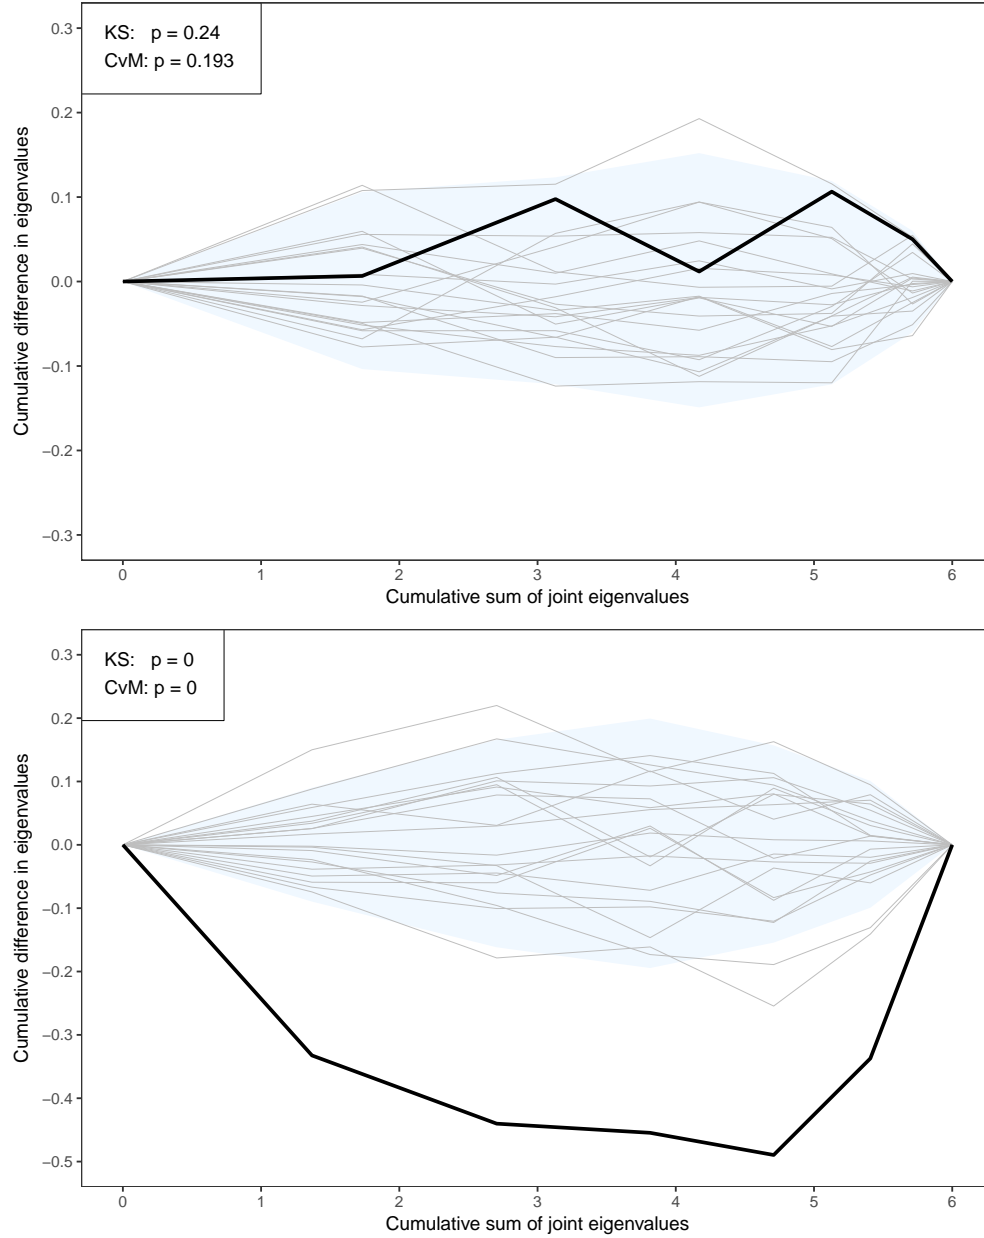 KS: p = 0.24
CvM: p = 0.193
Cumulative difference in eigenvalues
0.3
0.2
0.1
0.0
−0.1
−0.2
−0.3
0 1 2 3 4 5 6
Cumulative sum of joint eigenvalues
KS: p = 0
CvM: p = 0
Cumulative difference in eigenvalues
0.3
0.2
0.1
0.0
−0.1
−0.2
−0.3
−0.4
−0.5
0 1 2 3 4 5 6
Cumulative sum of joint eigenvalues